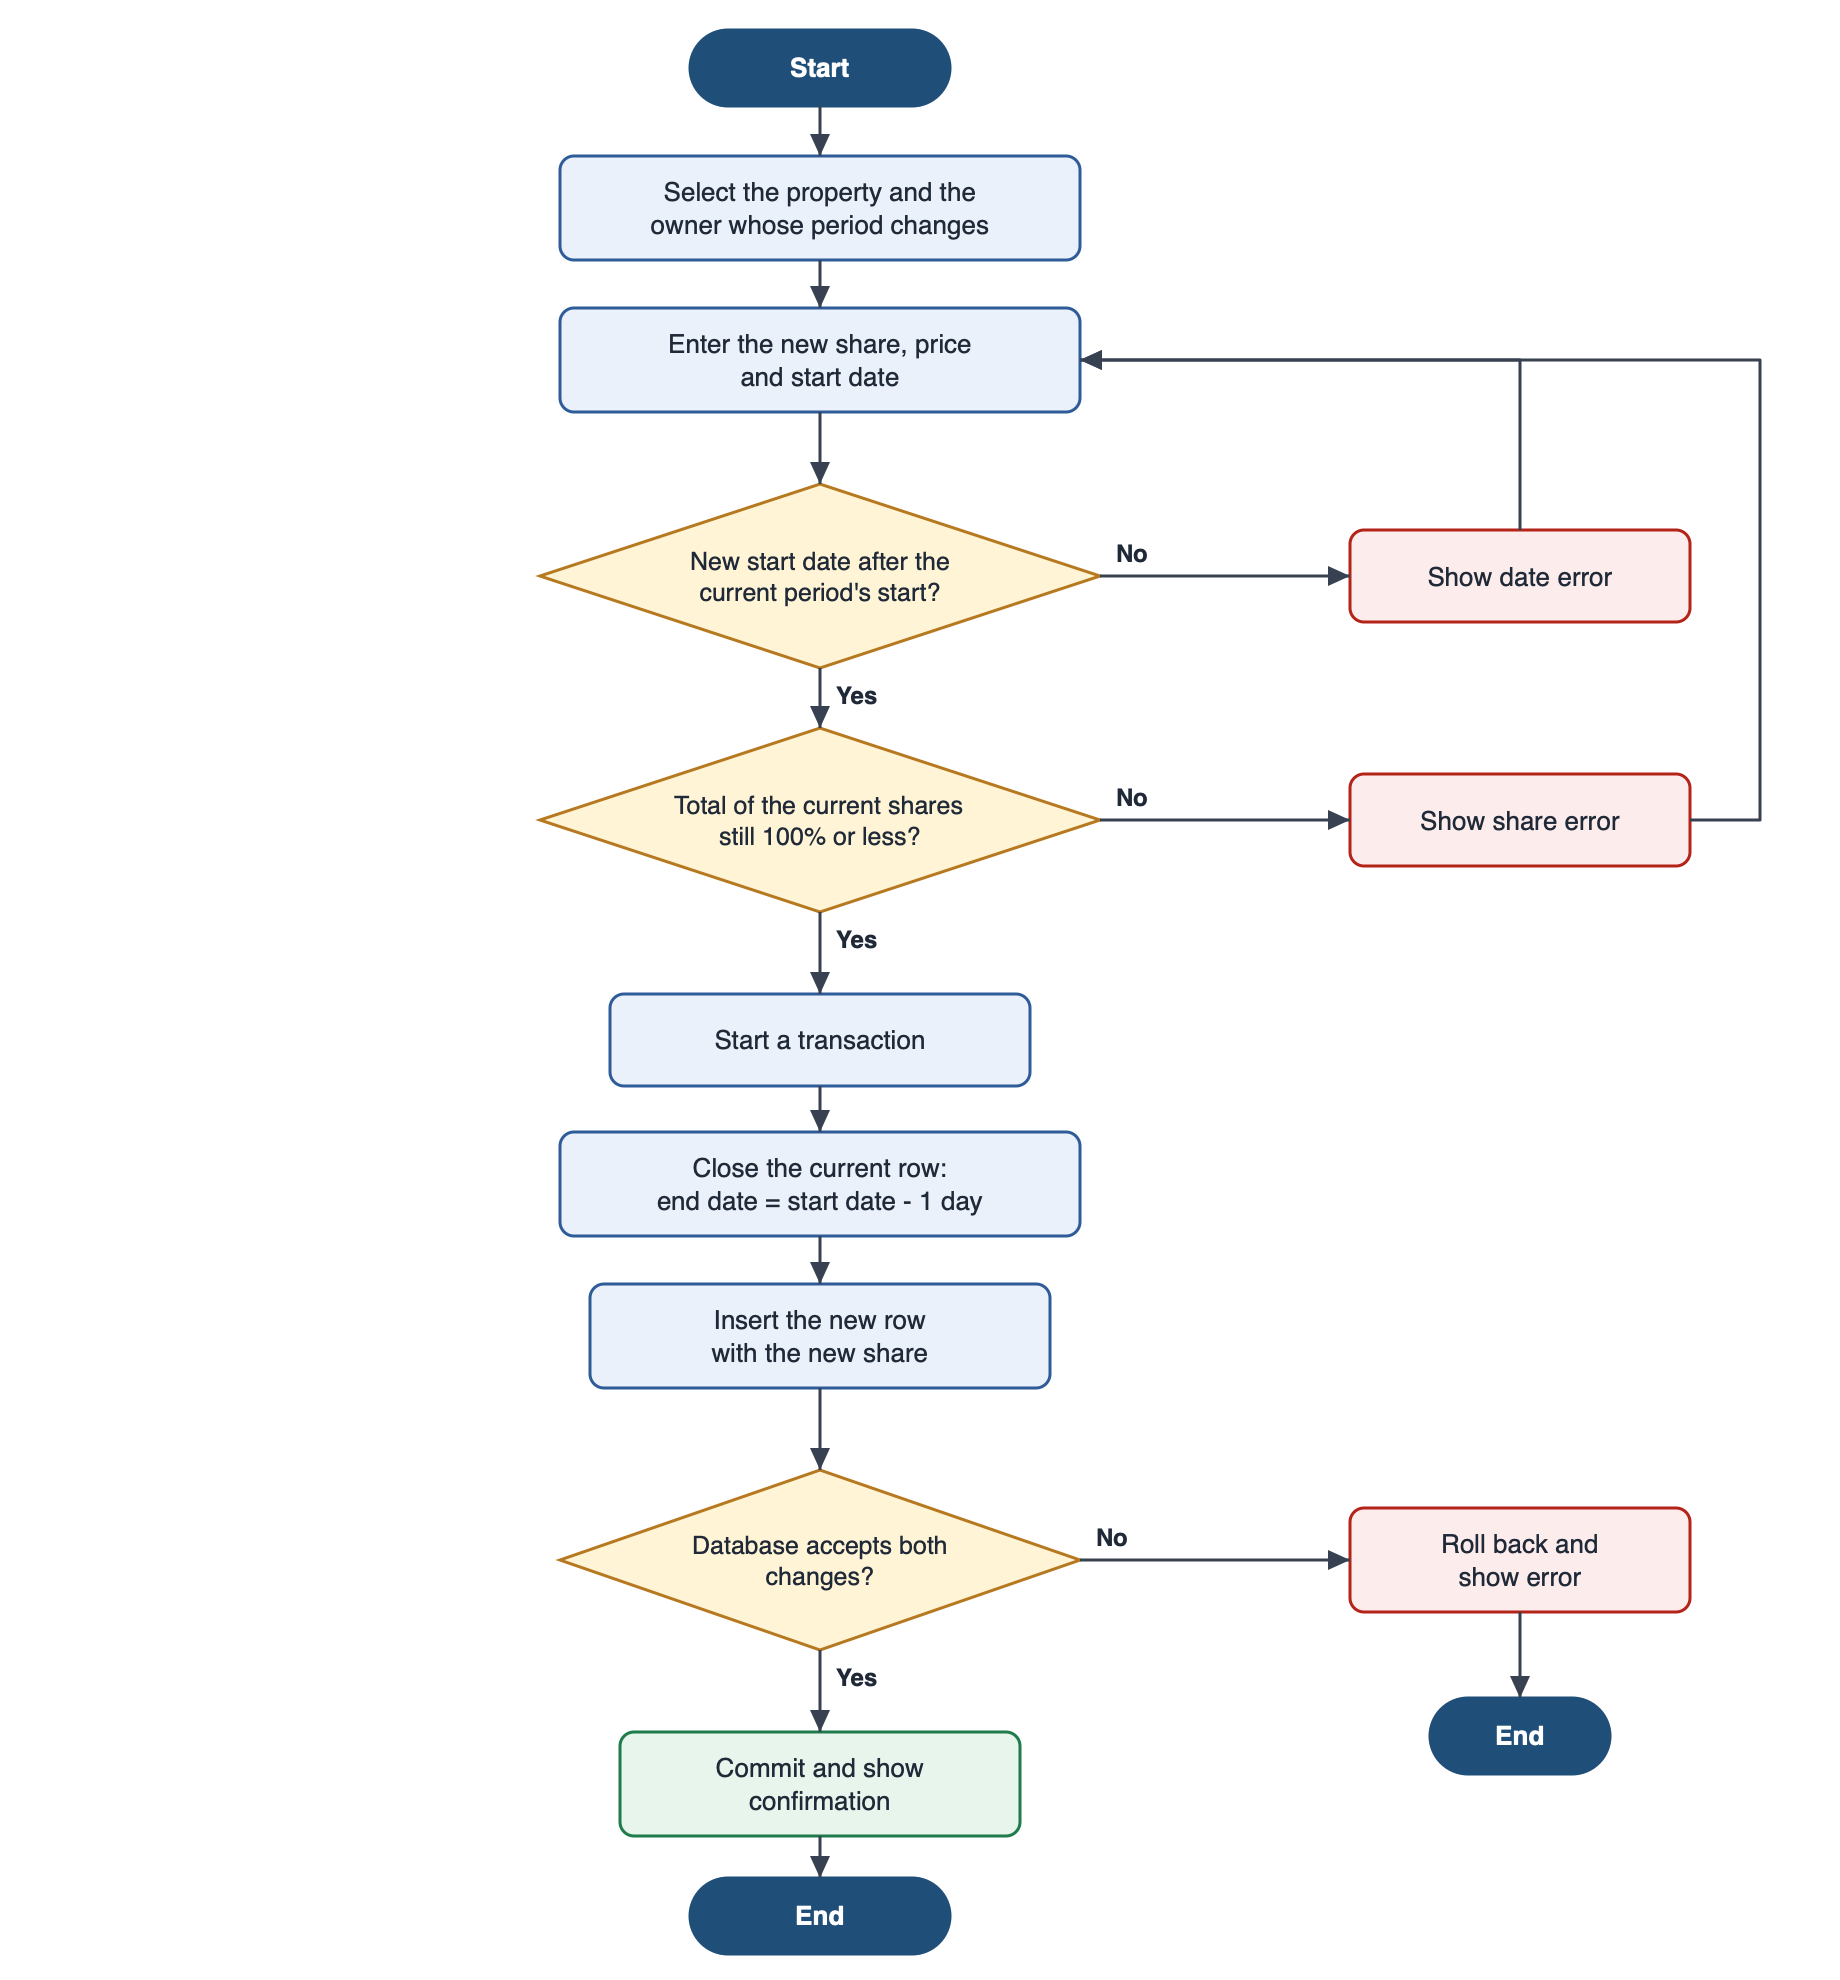 Start
Select the property and the
owner whose period changes
Enter the new share, price
and start date
New start date after the
current period's start?
No
Show date error
Yes
Total of the current shares
still 100% or less?
No
Show share error
Yes
Start a transaction
Close the current row:
end date = start date - 1 day
Insert the new row
with the new share
Database accepts both
changes?
No
Roll back and
show error
Yes
End
Commit and show
confirmation
End